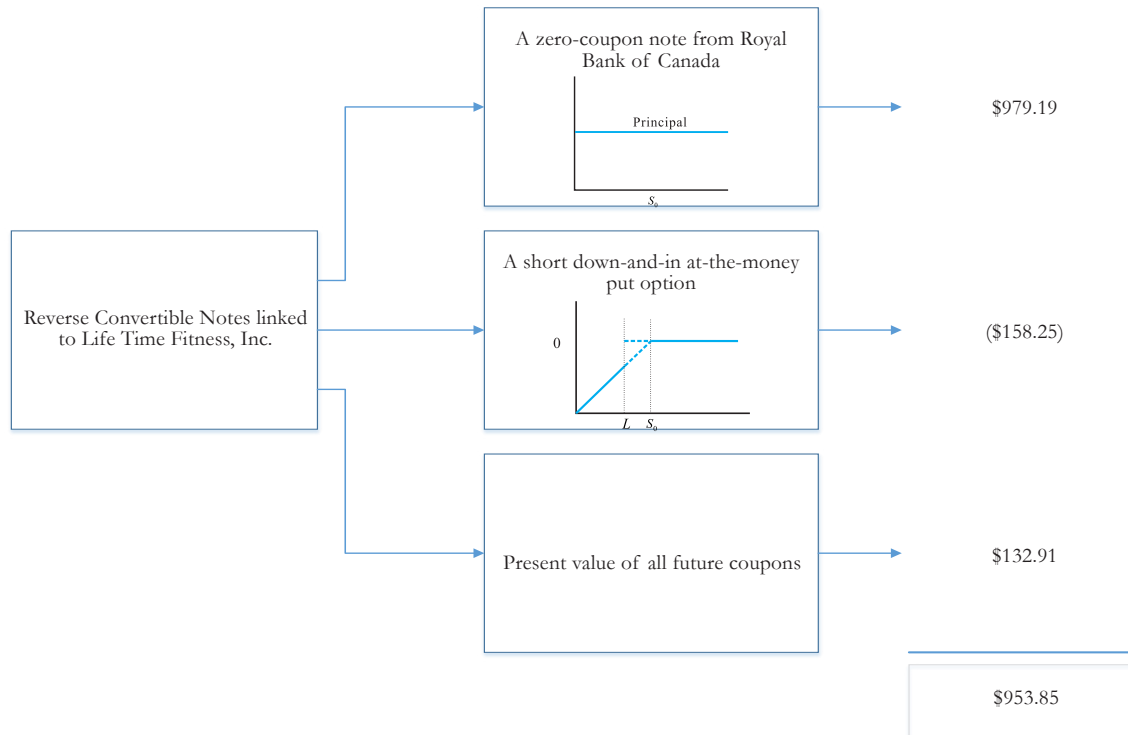 A zero-coupon note from Royal
Bank of Canada
Principal
S₀
$979.19
Reverse Convertible Notes linked
to Life Time Fitness, Inc.
A short down-and-in at-the-money
put option
0
L S₀
($158.25)
Present value of all future coupons
$132.91
$953.85